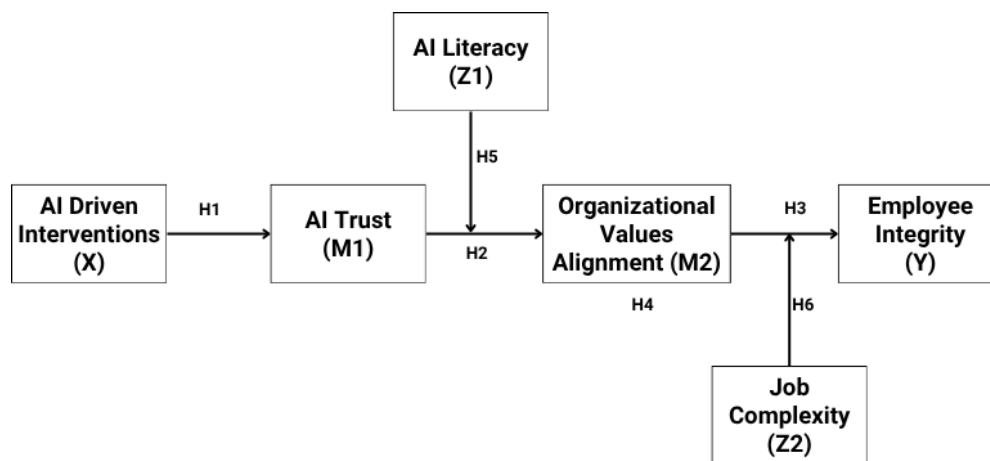 AI Literacy
(Z1)
H5
AI Driven
Interventions
(X)
H1
AI Trust
(M1)
H2
Organizational
Values
Alignment (M2)
H3
Employee
Integrity
(Y)
H4
H6
Job
Complexity
(Z2)